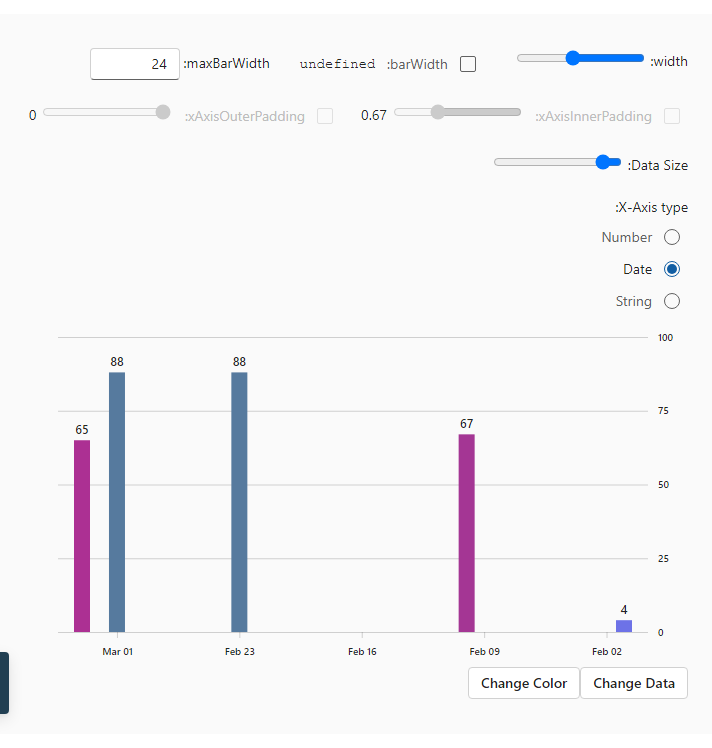 :width
:barWidth undefined
:maxBarWidth 24
:xAxisInnerPadding 0.67
:xAxisOuterPadding 0
:Data Size
:X-Axis type
Number
Date
String
100
75
50
25
0
65
88
88
67
4
Mar 01 Feb 23 Feb 16 Feb 09 Feb 02
Change Color Change Data